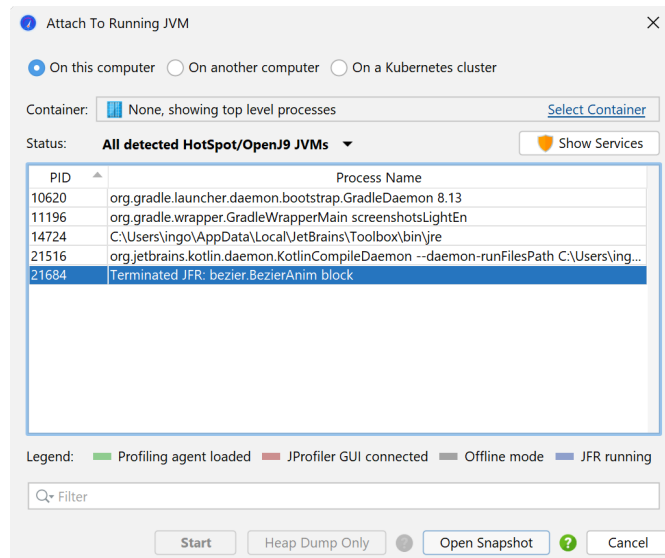 Attach To Running JVM
On this computer On another computer On a Kubernetes cluster
Container: None, showing top level processes Select Container
Status: All detected HotSpot/OpenJ9 JVMs Show Services
PID Process Name
10620 org.gradle.launcher.daemon.bootstrap.GradleDaemon 8.13
11196 org.gradle.wrapper.GradleWrapperMain screenshotsLightEn
14724 C:\Users\ingo\AppData\Local\JetBrains\Toolbox\bin\jre
21516 org.jetbrains.kotlin.daemon.KotlinCompileDaemon --daemon-runFilesPath C:\Users\ing...
21684 Terminated JFR: bezier.BezierAnim block
Legend: Profiling agent loaded JProfiler GUI connected Offline mode JFR running
Filter
Start Heap Dump Only ? Open Snapshot ? Cancel